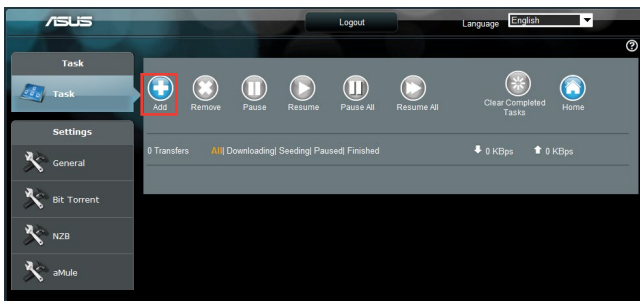 ASUS
Logout
Language English
?
Task
Task
Add Remove Pause Resume Pause All Resume All Clear Completed Tasks Home
0 Transfers All| Downloading| Seeding| Paused| Finished 0 KBps 0 KBps
Settings
General
Bit Torrent
NZB
aMule